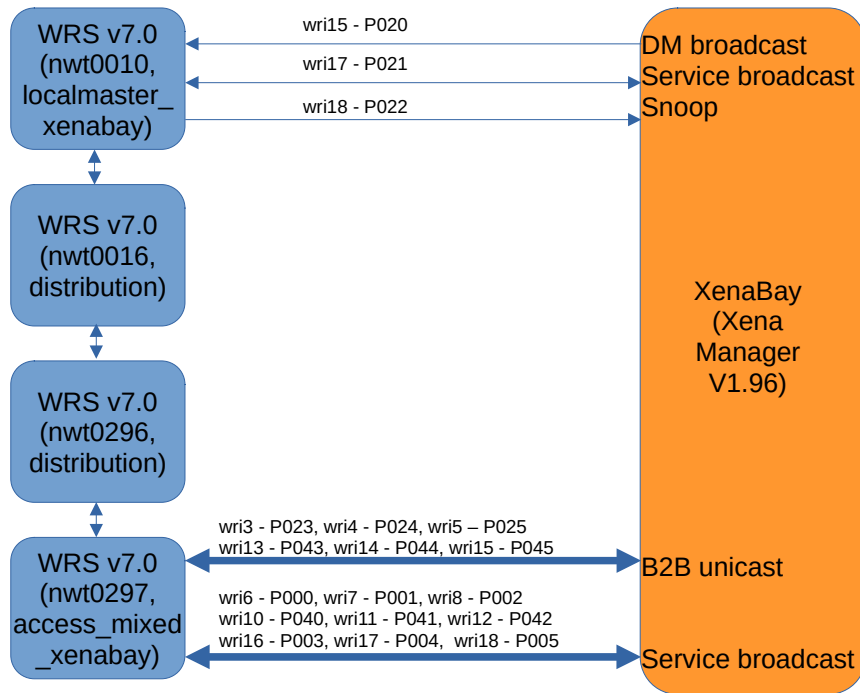 WRS v7.0
(nwt0010,
localmaster_
xenabay)
wri15 - P020
wri17 - P021
wri18 - P022
DM broadcast
Service broadcast
Snoop
WRS v7.0
(nwt0016,
distribution)
XenaBay
(Xena
Manager
V1.96)
WRS v7.0
(nwt0296,
distribution)
WRS v7.0
(nwt0297,
access_mixed
_xenabay)
wri3 - P023, wri4 - P024, wri5 – P025
wri13 - P043, wri14 - P044, wri15 - P045
B2B unicast
wri6 - P000, wri7 - P001, wri8 - P002
wri10 - P040, wri11 - P041, wri12 - P042
wri16 - P003, wri17 - P004,  wri18 - P005
Service broadcast